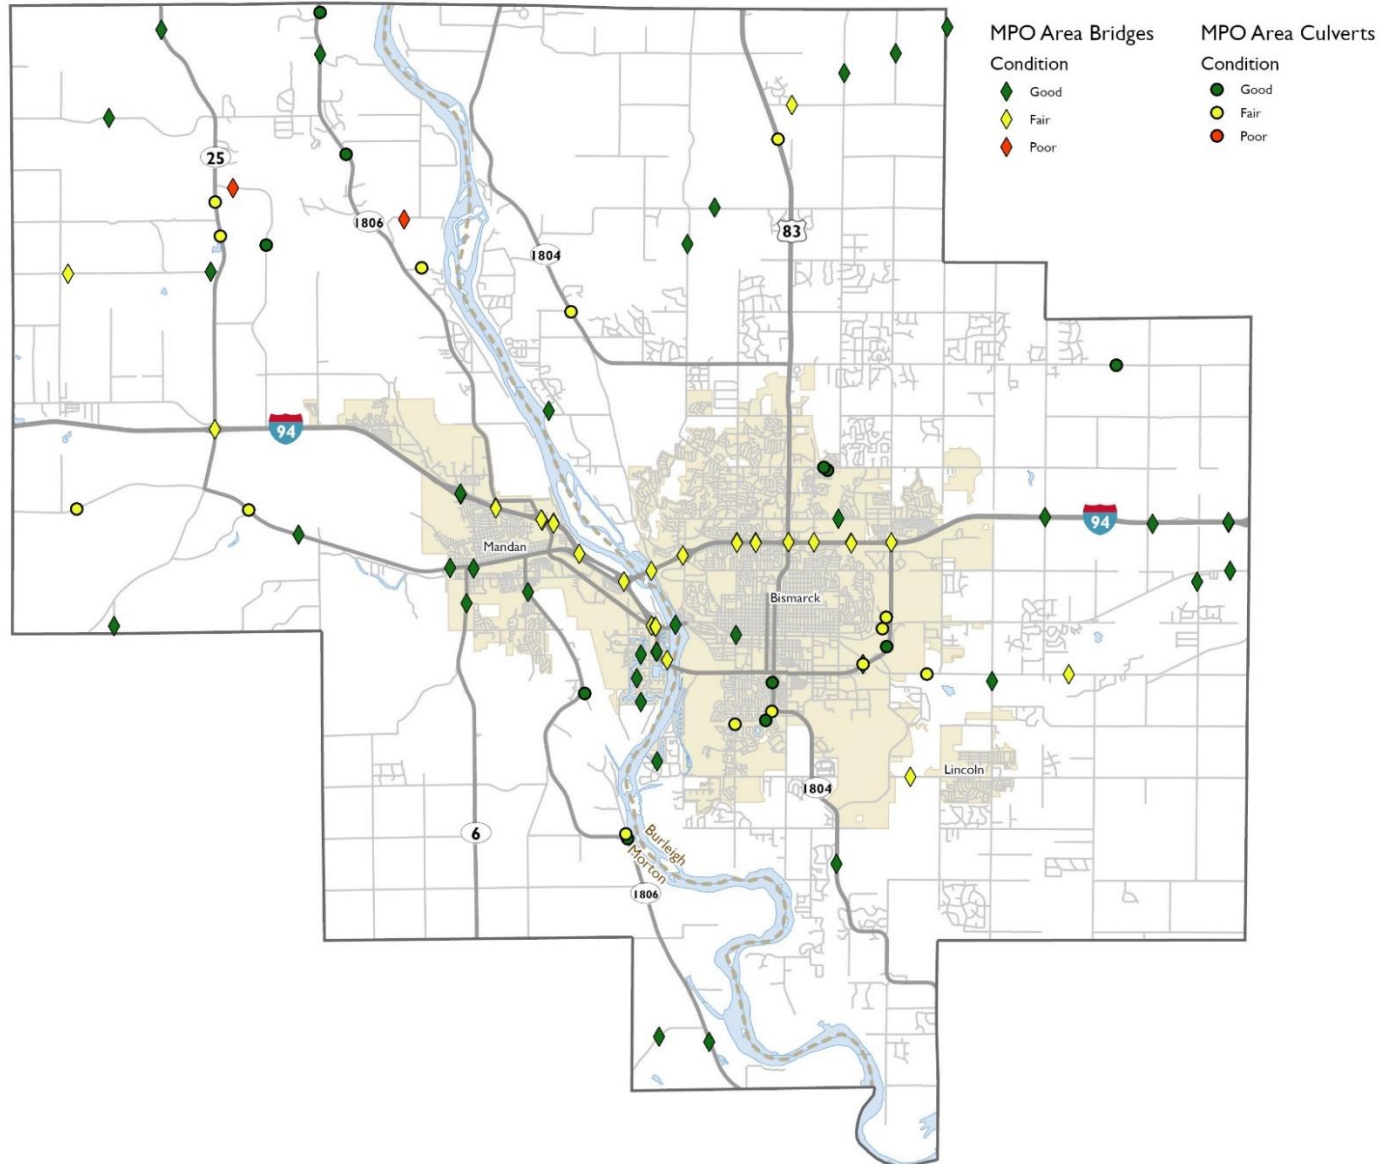 MPO Area Bridges
Condition
Good
Fair
Poor
MPO Area Culverts
Condition
Good
Fair
Poor
25
1806
1804
83
94
94
Mandan
Bismarck
Lincoln
1804
6
Burleigh
Morton
1806